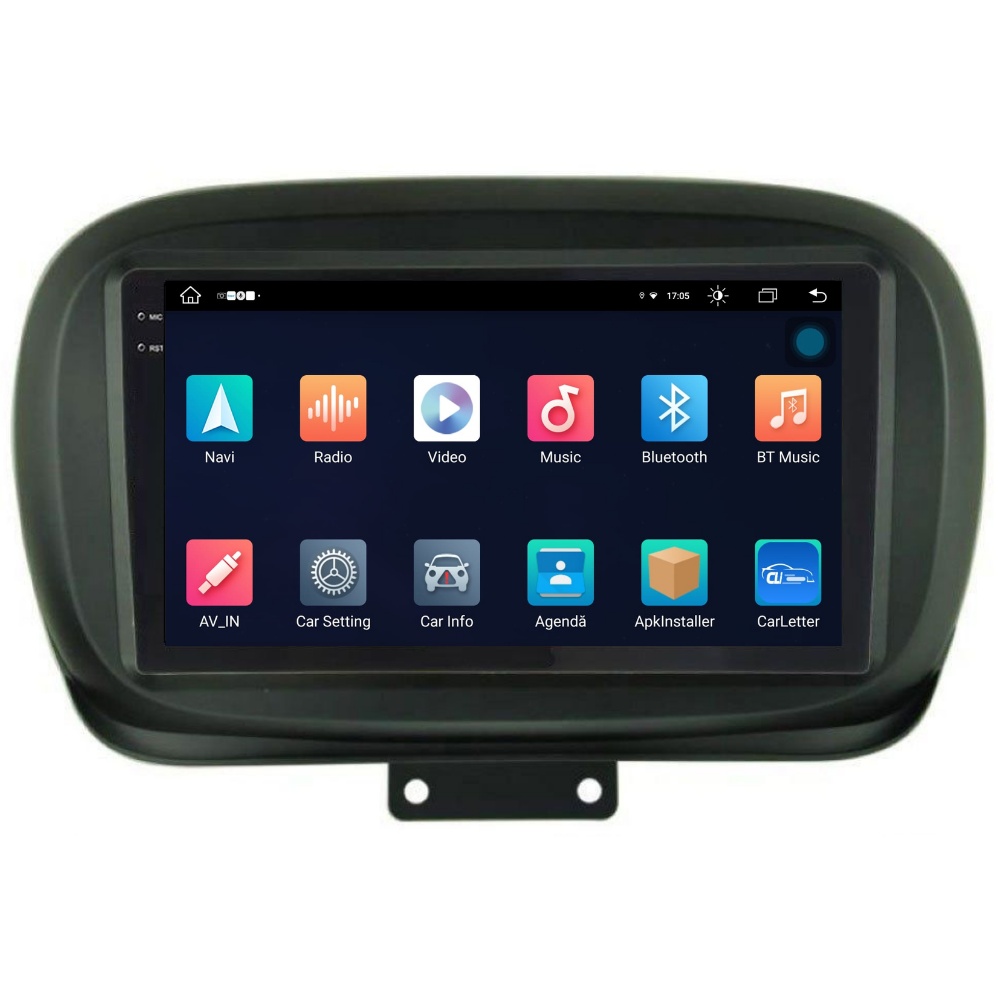 17:05
MIC
RST
Navi
Radio
Video
Music
Bluetooth
BT Music
AV_IN
Car Setting
Car Info
Agendă
ApkInstaller
CarLetter